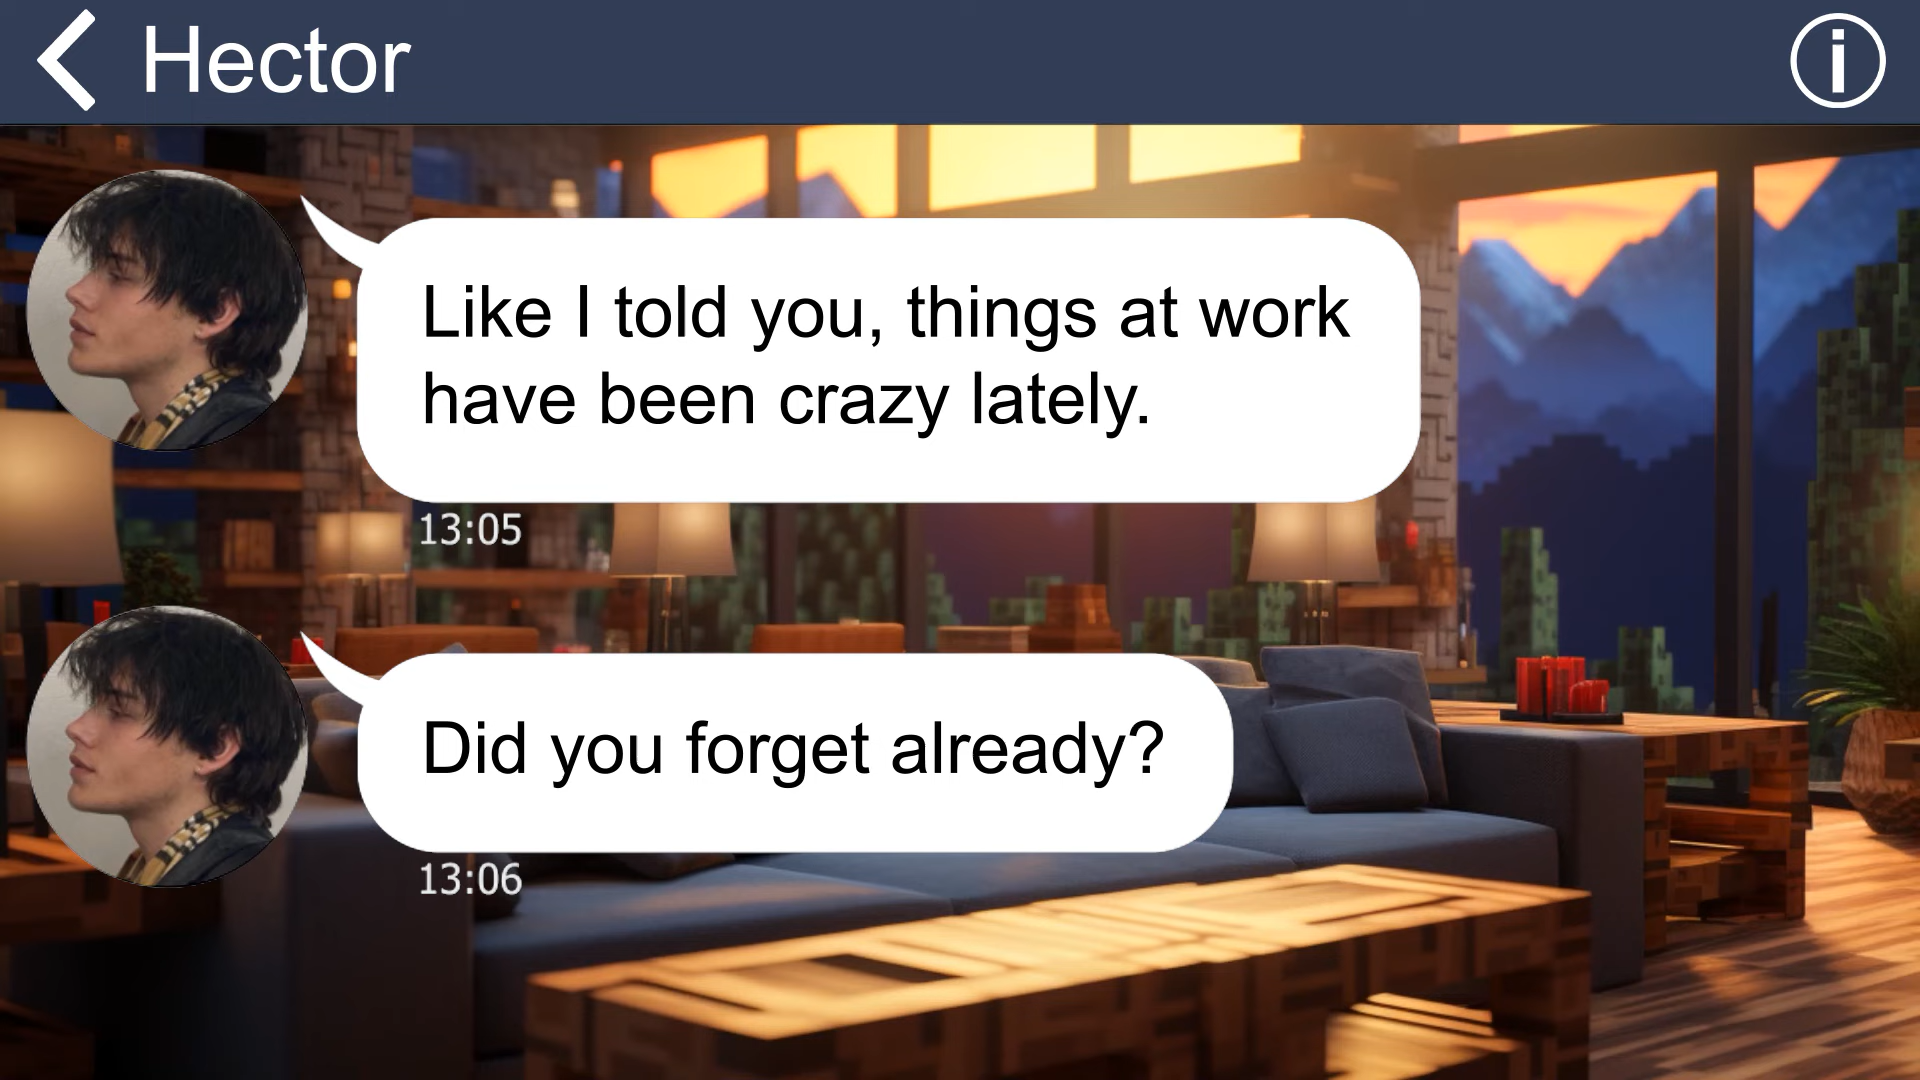 Hector
Like I told you, things at work
have been crazy lately.
13:05
Did you forget already?
13:06